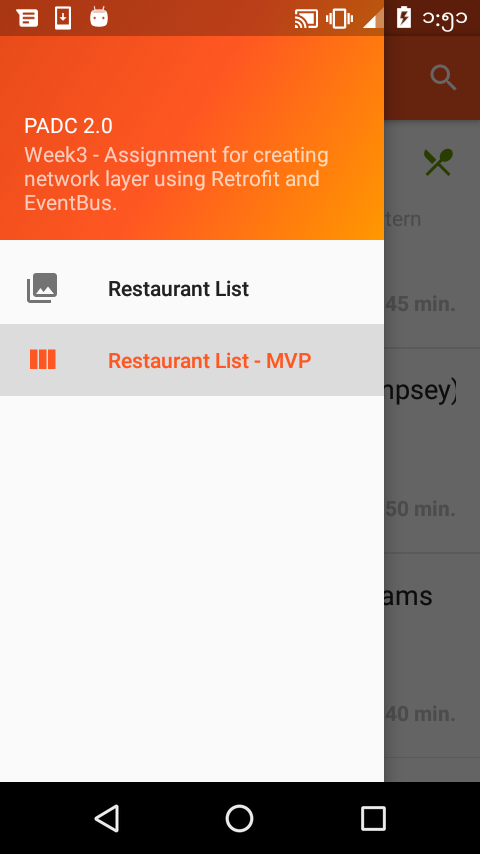 ၁:၅၁
PADC 2.0
Week3 - Assignment for creating
network layer using Retrofit and
EventBus.
tern
Restaurant List
45 min.
Restaurant List - MVP
npsey)
50 min.
ams
40 min.